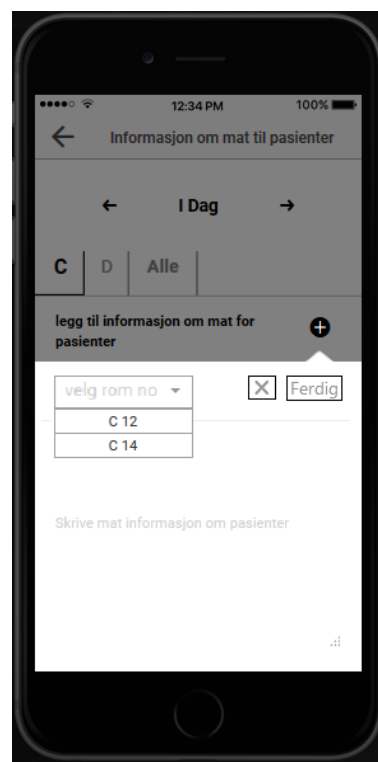 12:34 PM 100%
Informasjon om mat til pasienter
I Dag
C D Alle
legg til informasjon om mat for
pasienter
velg rom no Ferdig
C 12
C 14
Skrive mat informasjon om pasienter